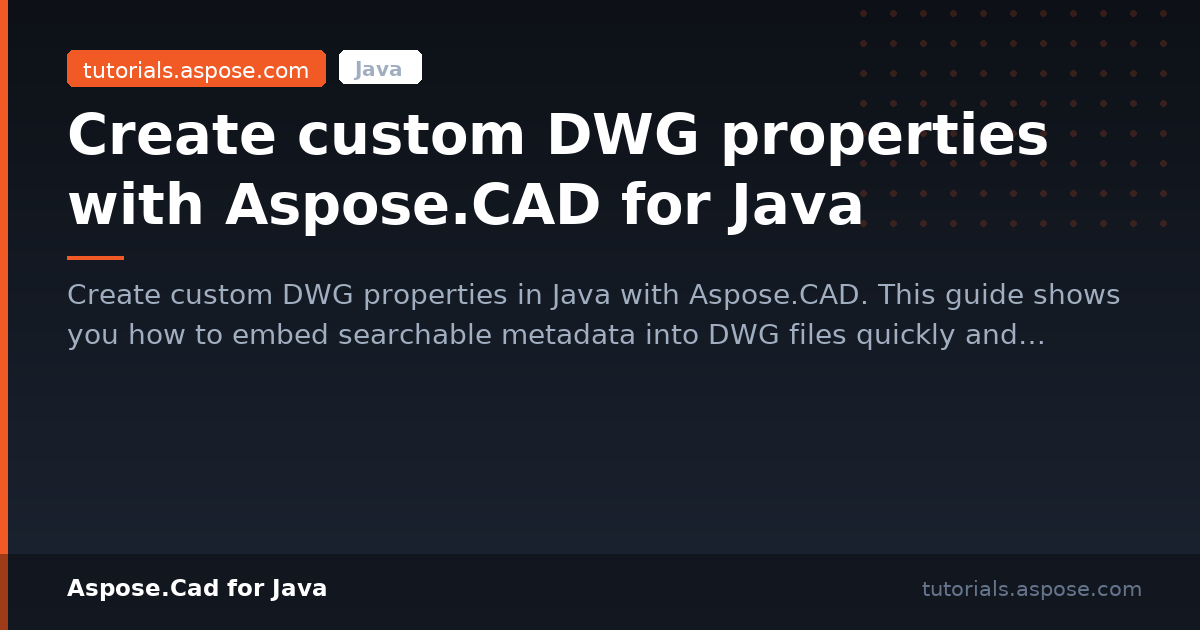 tutorials.aspose.com
Java
Create custom DWG properties
with Aspose.CAD for Java
Create custom DWG properties in Java with Aspose.CAD. This guide shows
you how to embed searchable metadata into DWG files quickly and…
Aspose.Cad for Java
tutorials.aspose.com